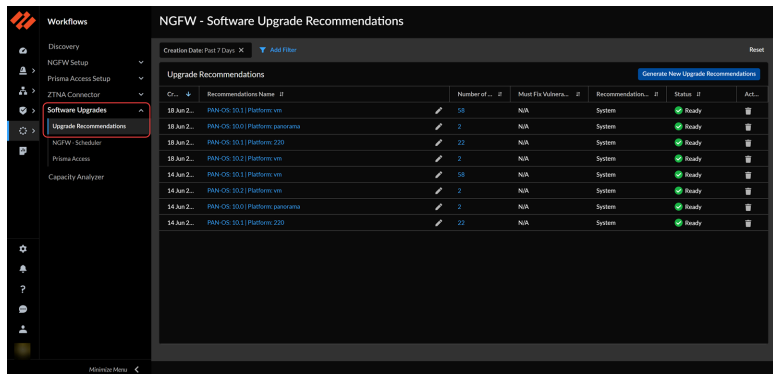 Workflows
NGFW - Software Upgrade Recommendations
Discovery
NGFW Setup
Prisma Access Setup
ZTNA Connector
Software Upgrades
Upgrade Recommendations
NGFW - Scheduler
Prisma Access
Capacity Analyzer
Creation Date: Past 7 Days X Add Filter Reset
Upgrade Recommendations Generate New Upgrade Recommendations
Cr... Recommendations Name Number of ... Must Fix Vulnera... Recommendation... Status Act...
18 Jun 2... PAN-OS: 10.1 | Platform: vm 58 N/A System Ready
18 Jun 2... PAN-OS: 10.0 | Platform: panorama 2 N/A System Ready
18 Jun 2... PAN-OS: 10.1 | Platform: 220 22 N/A System Ready
18 Jun 2... PAN-OS: 10.2 | Platform: vm 2 N/A System Ready
14 Jun 2... PAN-OS: 10.1 | Platform: vm 58 N/A System Ready
14 Jun 2... PAN-OS: 10.2 | Platform: vm 2 N/A System Ready
14 Jun 2... PAN-OS: 10.0 | Platform: panorama 2 N/A System Ready
14 Jun 2... PAN-OS: 10.1 | Platform: 220 22 N/A System Ready
Minimize Menu